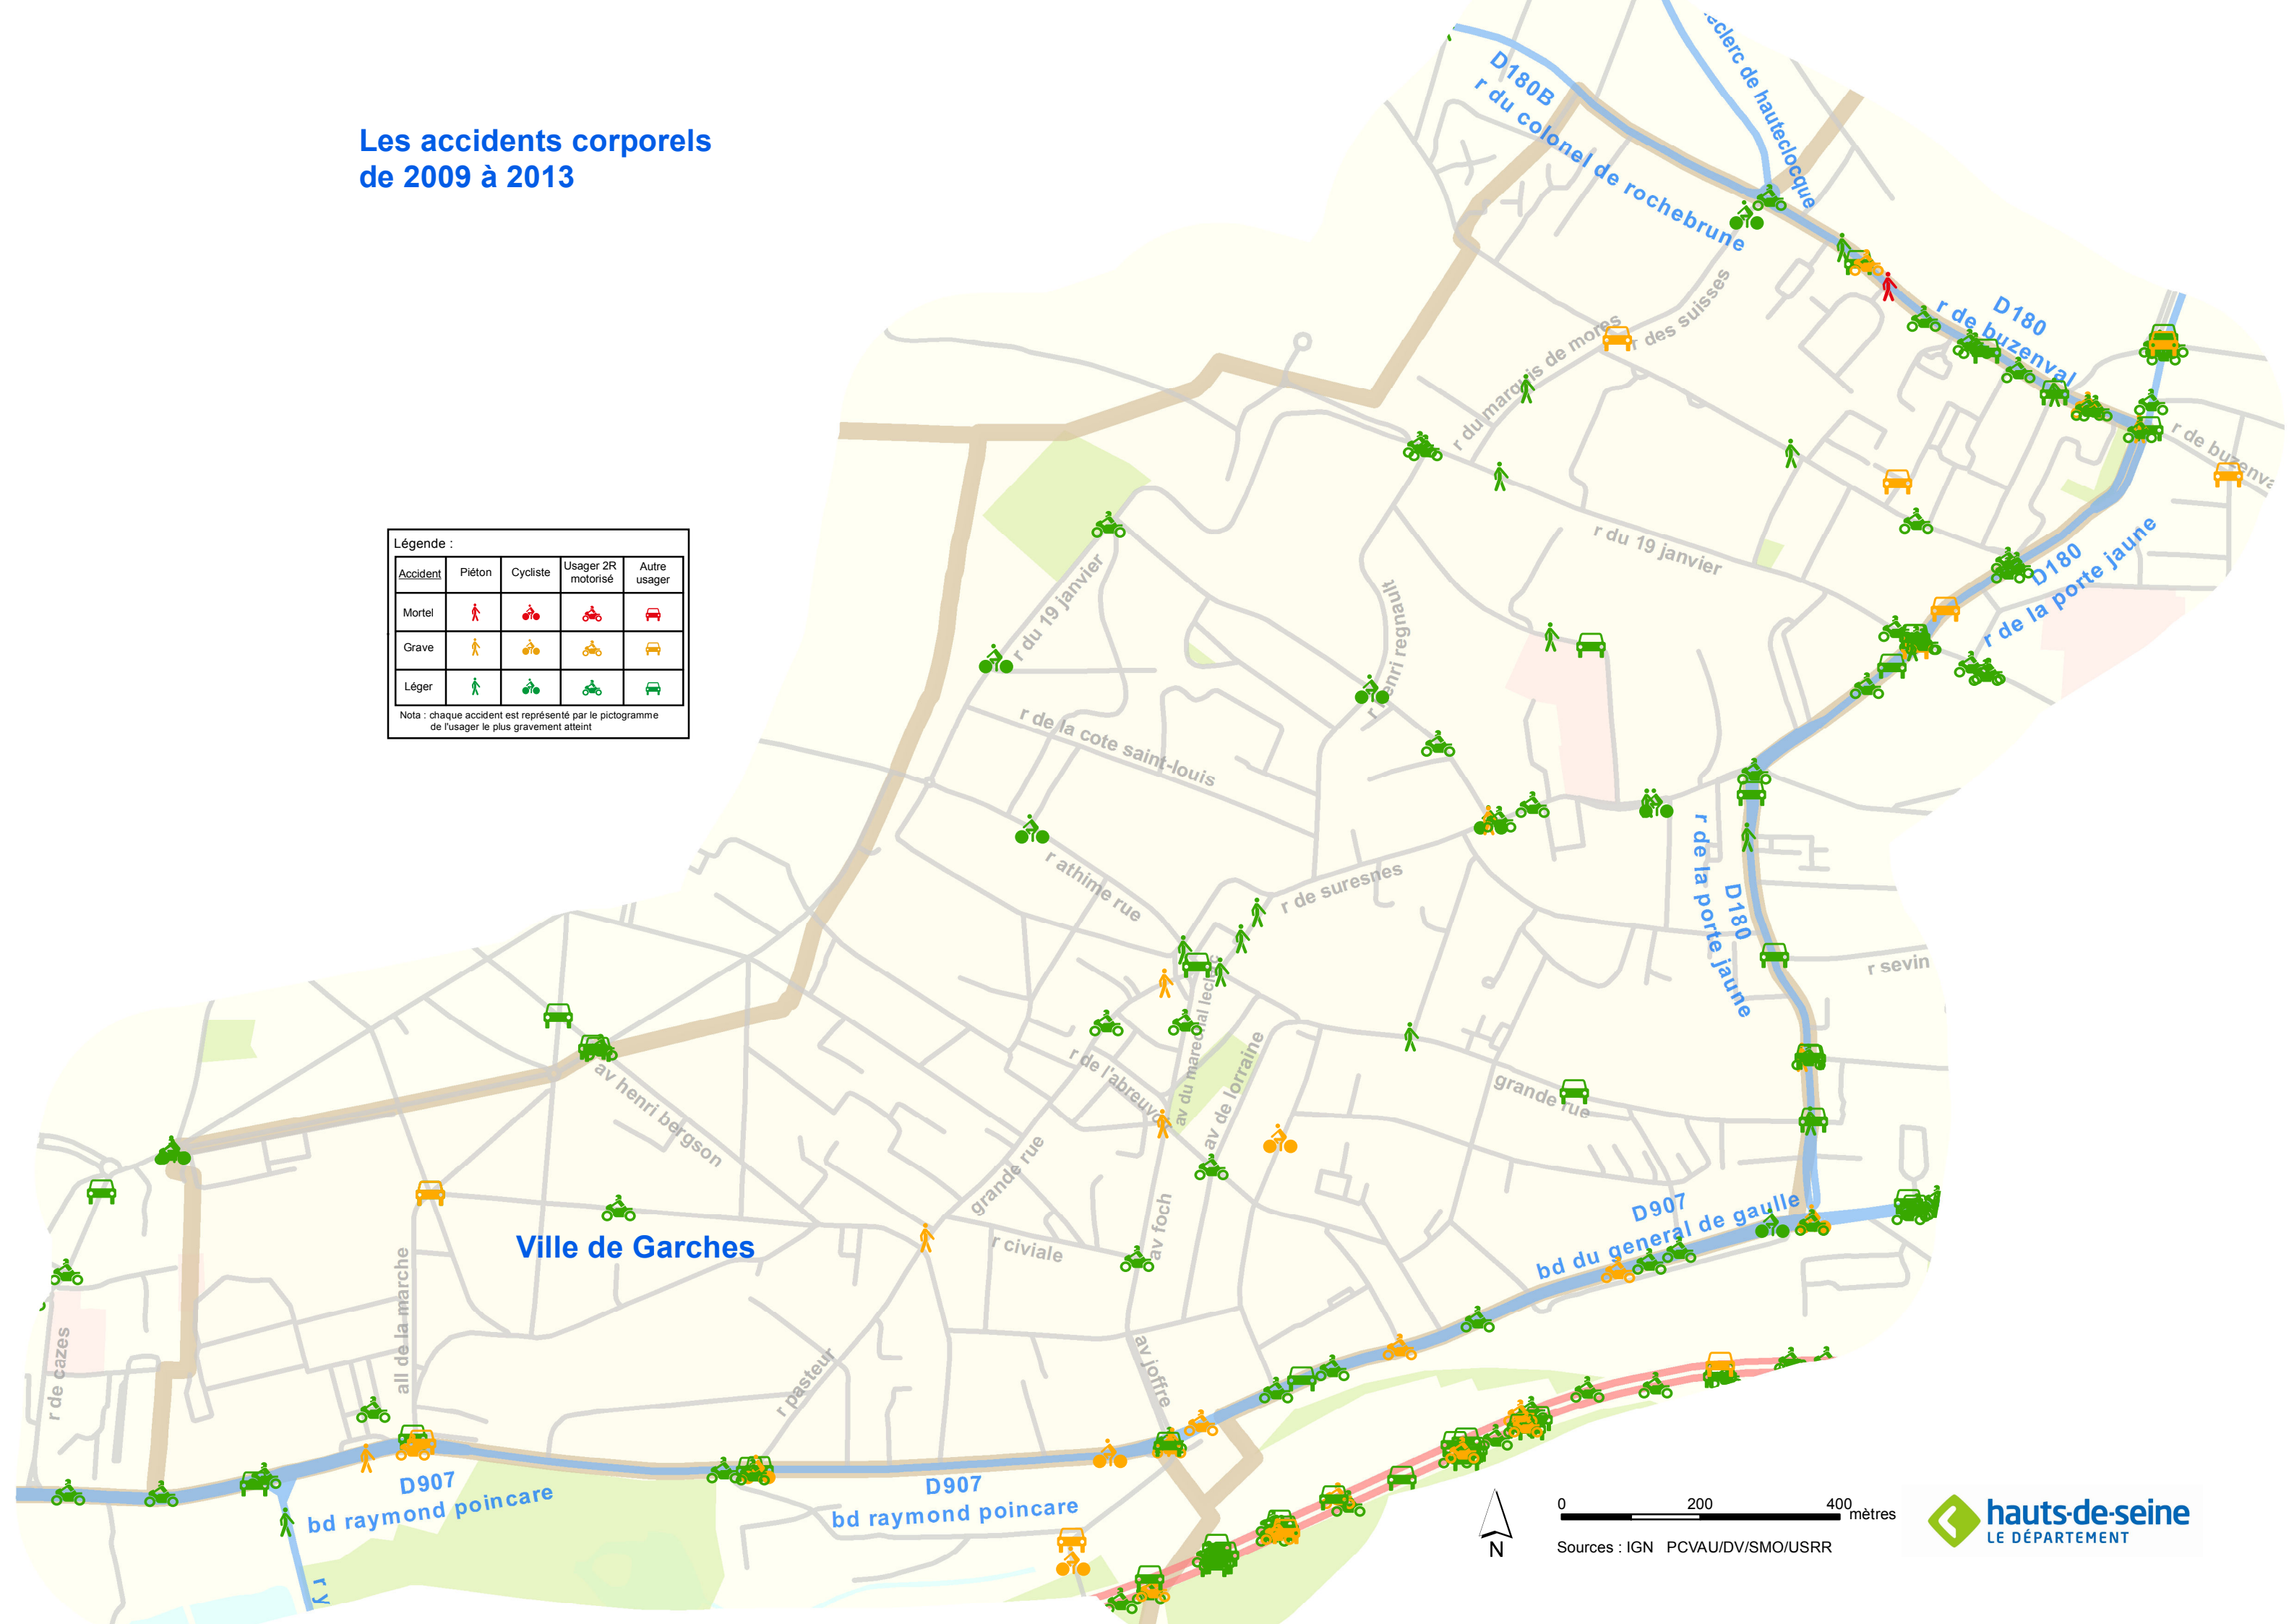 Les accidents corporels
de 2009 à 2013
D180B
r du colonel de rochebrune
eclerc de hauteclocque
D180
r de buzenval
r de buzenva
r des suisses
r du marquis de mores
Légende :
Accident
Piéton
Cycliste
Usager 2R
motorisé
Autre
usager
Mortel
Grave
Léger
Nota : chaque accident est représenté par le pictogramme
de l'usager le plus gravement atteint
r du 19 janvier
r du 19 janvier
D180
r de la porte jaune
r henri regnault
r de la cote saint-louis
r athime rue
r de suresnes
D180
r de la porte jaune
r sevin
av du marechal leclerc
r de l'abreuvoir
av de lorraine
grande rue
av henri bergson
grande rue
Ville de Garches
r civiale
av foch
D907
bd du general de gaulle
all de la marche
r de cazes
r pasteur
av joffre
D907
bd raymond poincare
D907
bd raymond poincare
r y
N
0 200 400
mètres
Sources : IGN PCVAU/DV/SMO/USRR
hauts-de-seine
LE DÉPARTEMENT